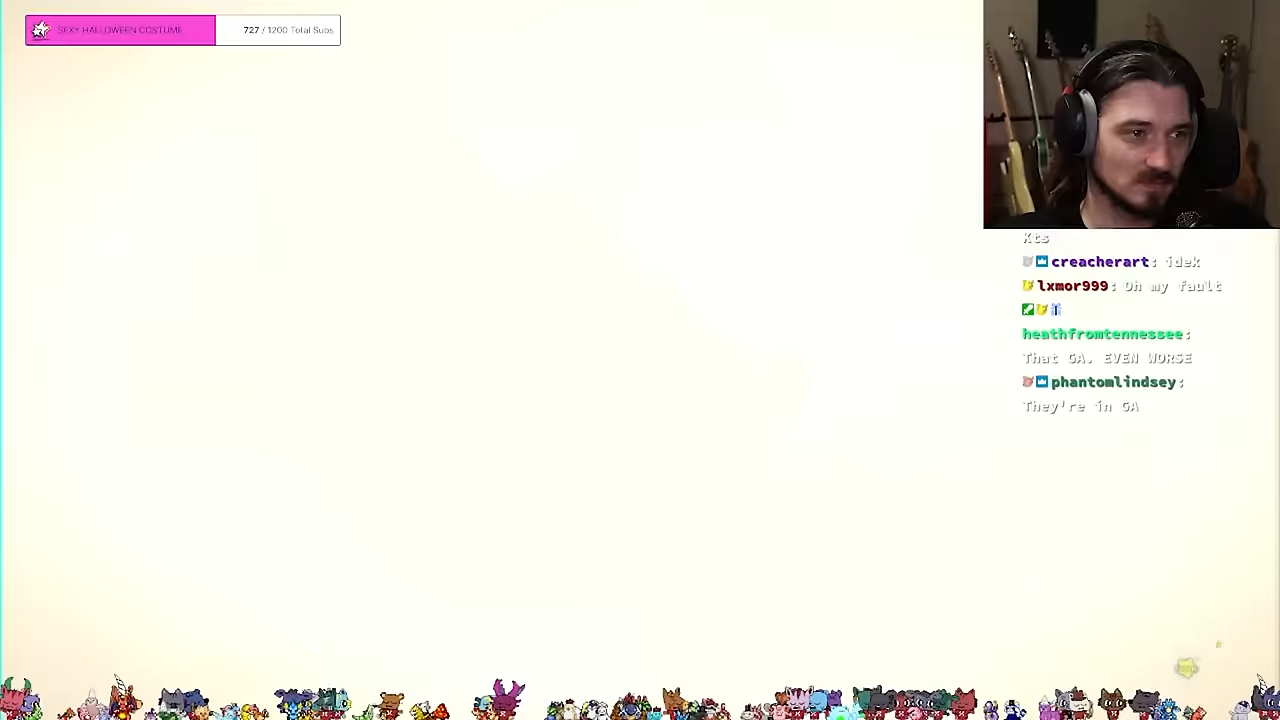 SEXY HALLOWEEN COSTUME 727 / 1200 Total Subs
Kts
creacherart: idek
lxmor999: Oh my fault
heathfromtennessee:
That GA. EVEN WORSE
phantomlindsey:
They're in GA